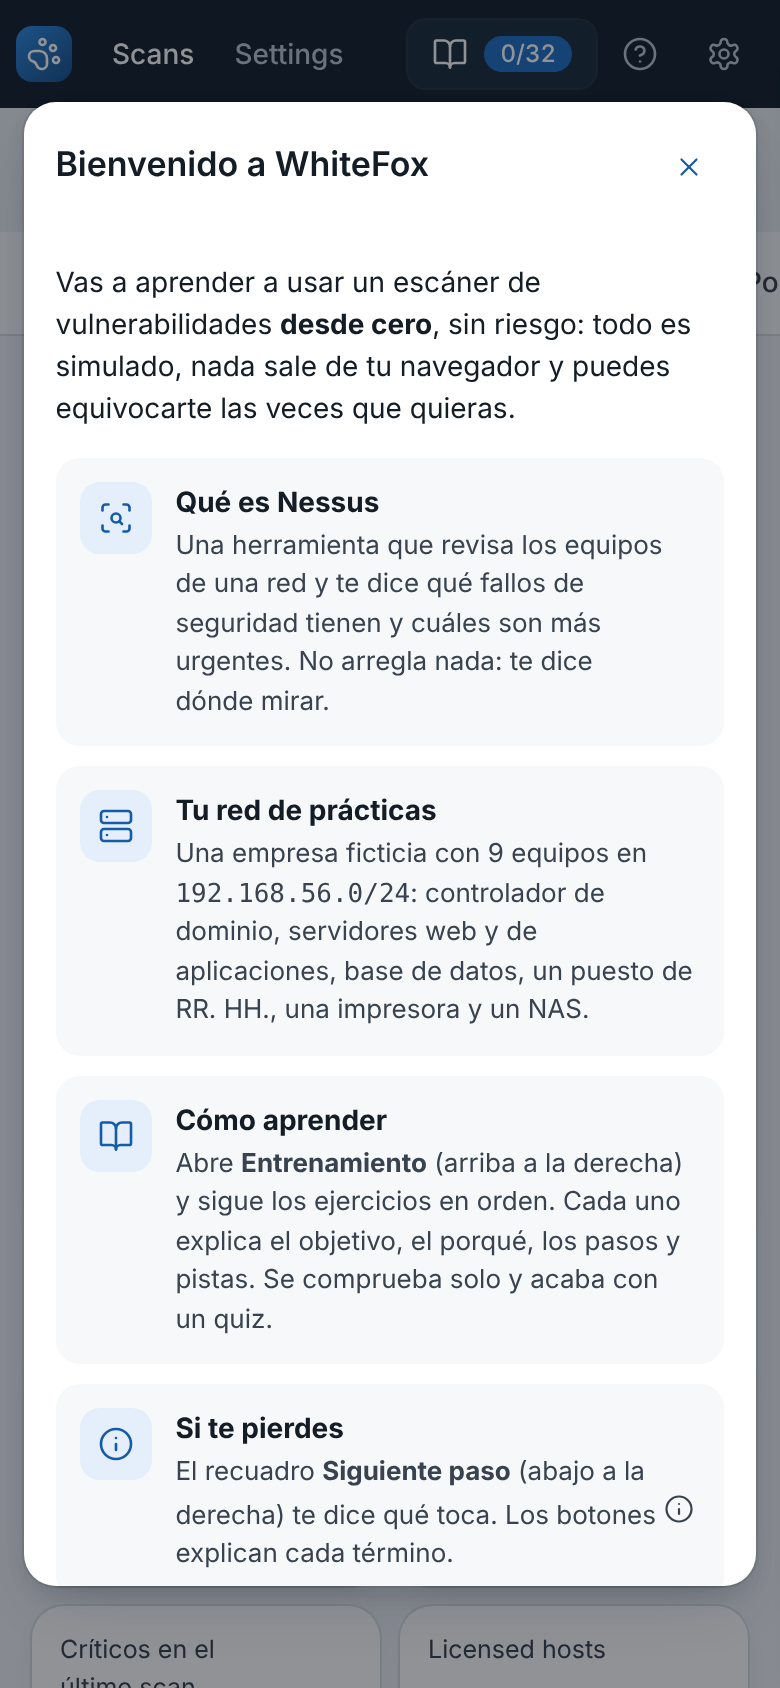 Scans Settings 0/32
Bienvenido a WhiteFox
Vas a aprender a usar un escáner de
vulnerabilidades desde cero, sin riesgo: todo es
simulado, nada sale de tu navegador y puedes
equivocarte las veces que quieras.
Qué es Nessus
Una herramienta que revisa los equipos
de una red y te dice qué fallos de
seguridad tienen y cuáles son más
urgentes. No arregla nada: te dice
dónde mirar.
Tu red de prácticas
Una empresa ficticia con 9 equipos en
192.168.56.0/24: controlador de
dominio, servidores web y de
aplicaciones, base de datos, un puesto de
RR. HH., una impresora y un NAS.
Cómo aprender
Abre Entrenamiento (arriba a la derecha)
y sigue los ejercicios en orden. Cada uno
explica el objetivo, el porqué, los pasos y
pistas. Se comprueba solo y acaba con
un quiz.
Si te pierdes
El recuadro Siguiente paso (abajo a la
derecha) te dice qué toca. Los botones
explican cada término.
Críticos en el
último scan
Licensed hosts